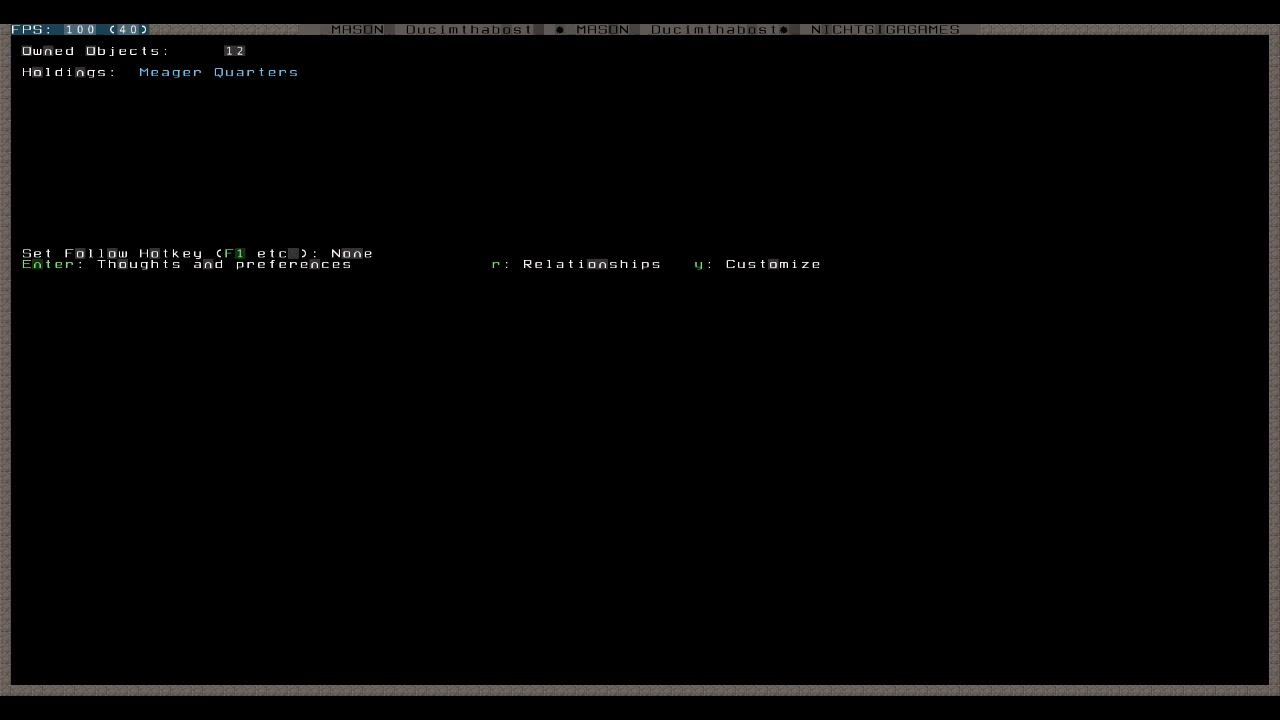 FPS: 100 (40) MASON Ducimthabost MASON Ducimthabost NICHTGIGAGAMES
Owned Objects: 12
Holdings: Meager Quarters
Set Follow Hotkey (F1 etc.): None
Enter: Thoughts and preferences r: Relationships y: Customize